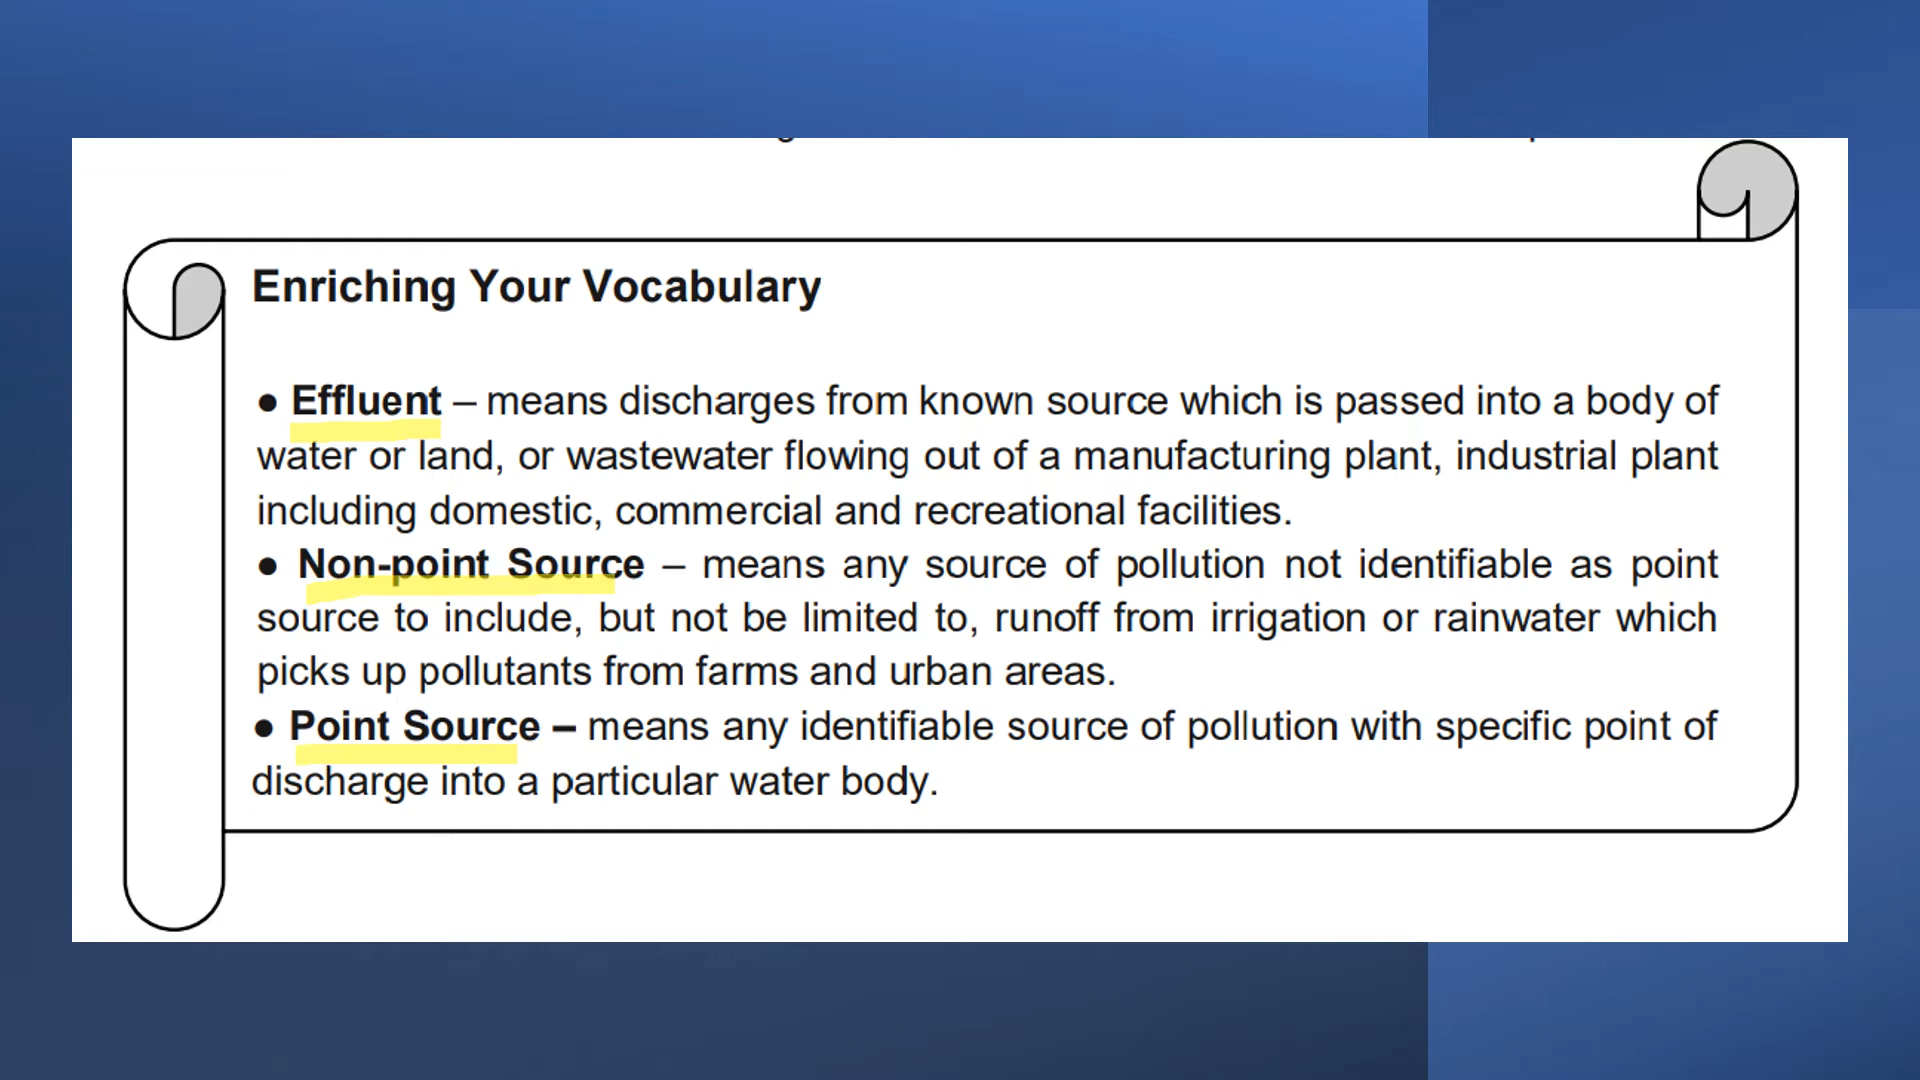 Enriching Your Vocabulary
● Effluent – means discharges from known source which is passed into a body of
water or land, or wastewater flowing out of a manufacturing plant, industrial plant
including domestic, commercial and recreational facilities.
● Non-point Source – means any source of pollution not identifiable as point
source to include, but not be limited to, runoff from irrigation or rainwater which
picks up pollutants from farms and urban areas.
● Point Source – means any identifiable source of pollution with specific point of
discharge into a particular water body.